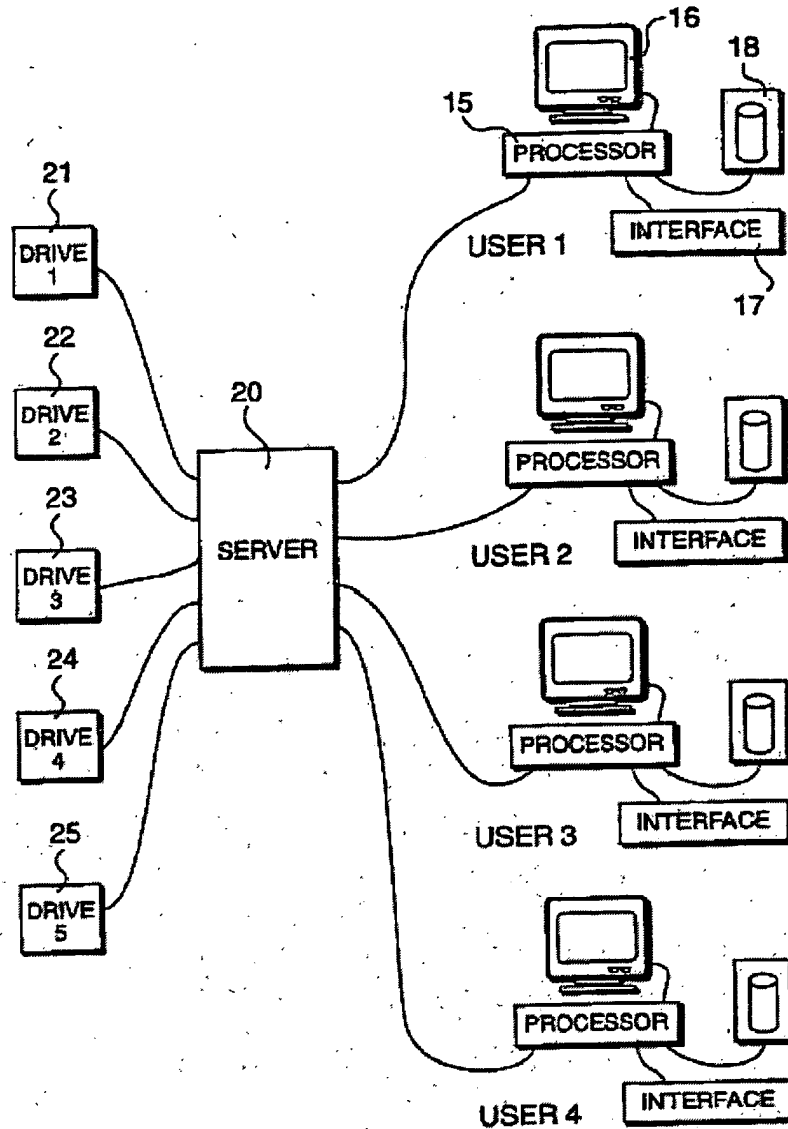 16
18
15
PROCESSOR
21
INTERFACE
USER 1
DRIVE
1
17
22
20
DRIVE
2
PROCESSOR
23
SERVER
INTERFACE
USER 2
DRIVE
3
24
DRIVE
4
PROCESSOR
INTERFACE
USER 3
25
DRIVE
5
PROCESSOR
INTERFACE
USER 4